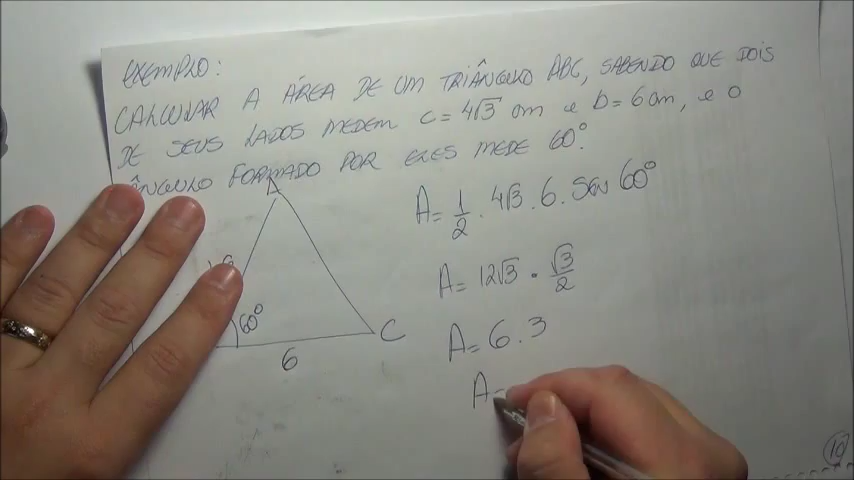 EXEMPLO:
CALCULAR A ÁREA DE UM TRIÂNGULO ABC, SABENDO QUE DOIS
DE SEUS LADOS MEDEM c = 4√3 cm e b = 6 cm, e o
ÂNGULO FORMADO POR ELES MEDE 60°.
A = 1/2 . 4√3 . 6 . sen 60°
A = 12√3 . √3/2
60°
C
A = 6 . 3
6
A =
10